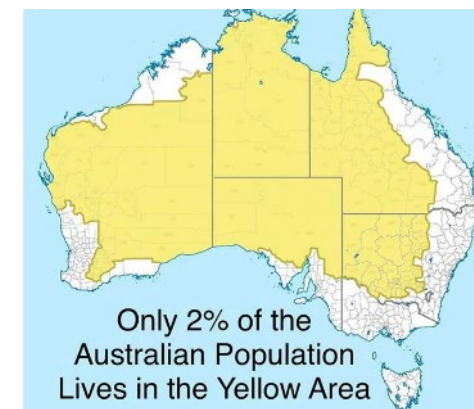 Only 2% of the
Australian Population
Lives in the Yellow Area